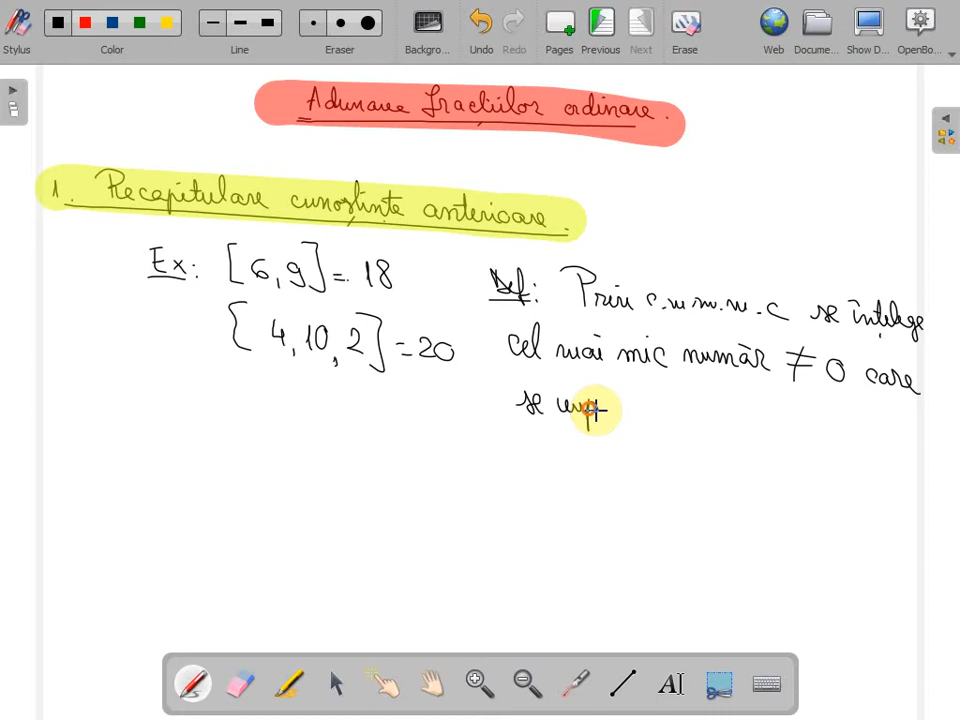 Stylus
Color
Line
Eraser
Backgro...
Undo
Redo
Pages
Previous
Next
Erase
Web
Docume...
Show D...
OpenBo...
Adunarea fracțiilor ordinare.
1. Recapitulare cunoștințe anterioare
Ex: [6, 9] = 18
[4, 10, 2] = 20
Def: Prin c.m.m.m.c se înțelege
cel mai mic număr ≠ 0 care
se